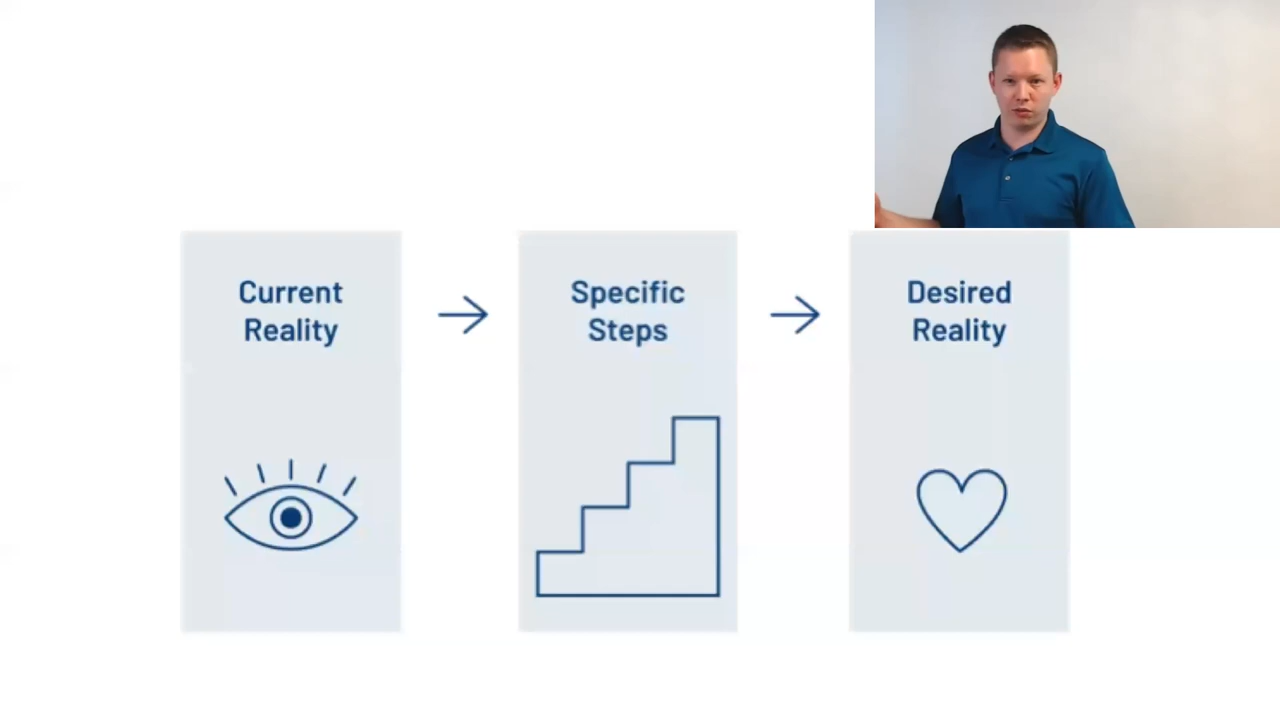 Current
Reality
Specific
Steps
Desired
Reality